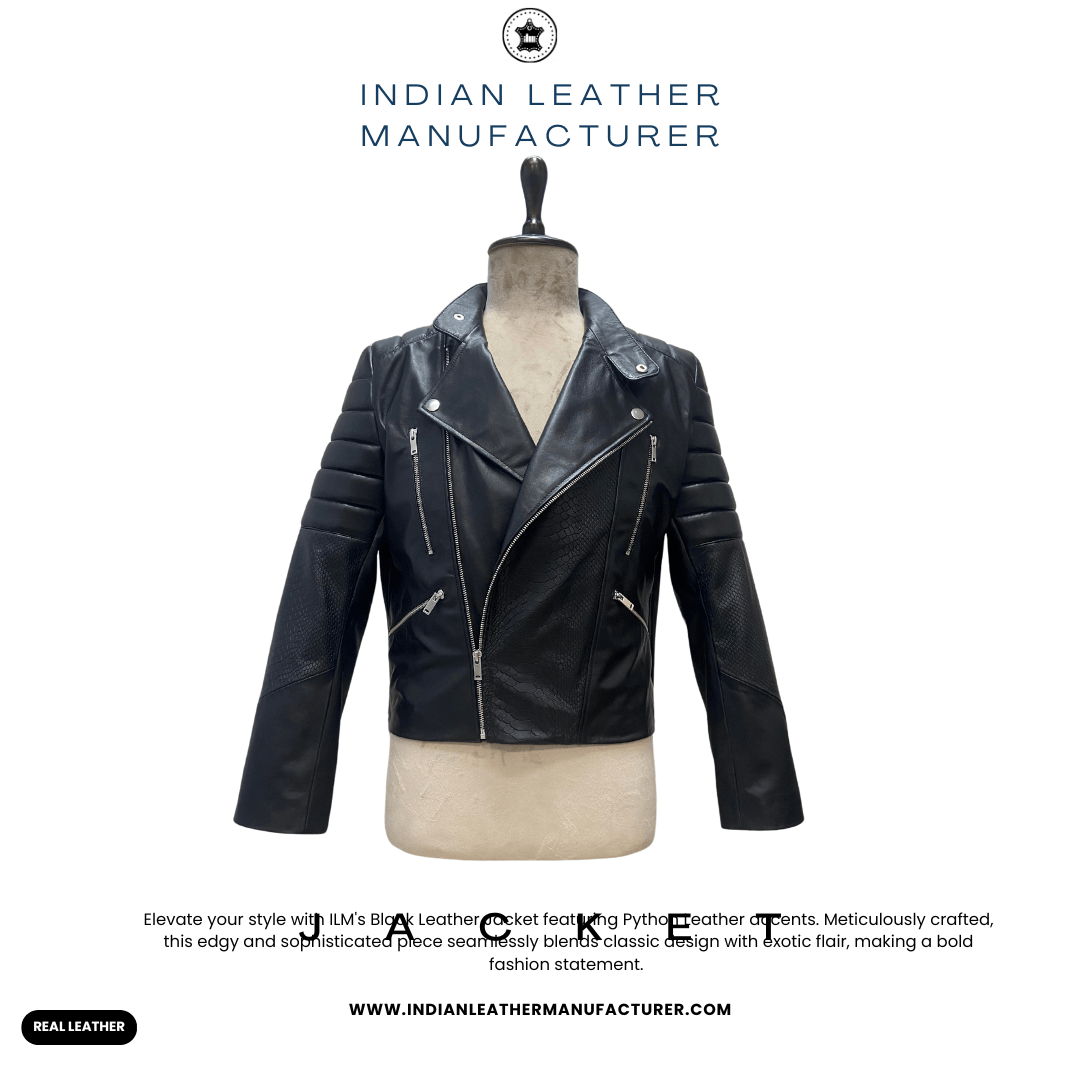 INDIAN LEATHER
MANUFACTURER
Elevate your style with ILM's Black Leather Jacket featuring Python Leather accents. Meticulously crafted,
JACKET
this edgy and sophisticated piece seamlessly blends classic design with exotic flair, making a bold
fashion statement.
WWW.INDIANLEATHERMANUFACTURER.COM
REAL LEATHER